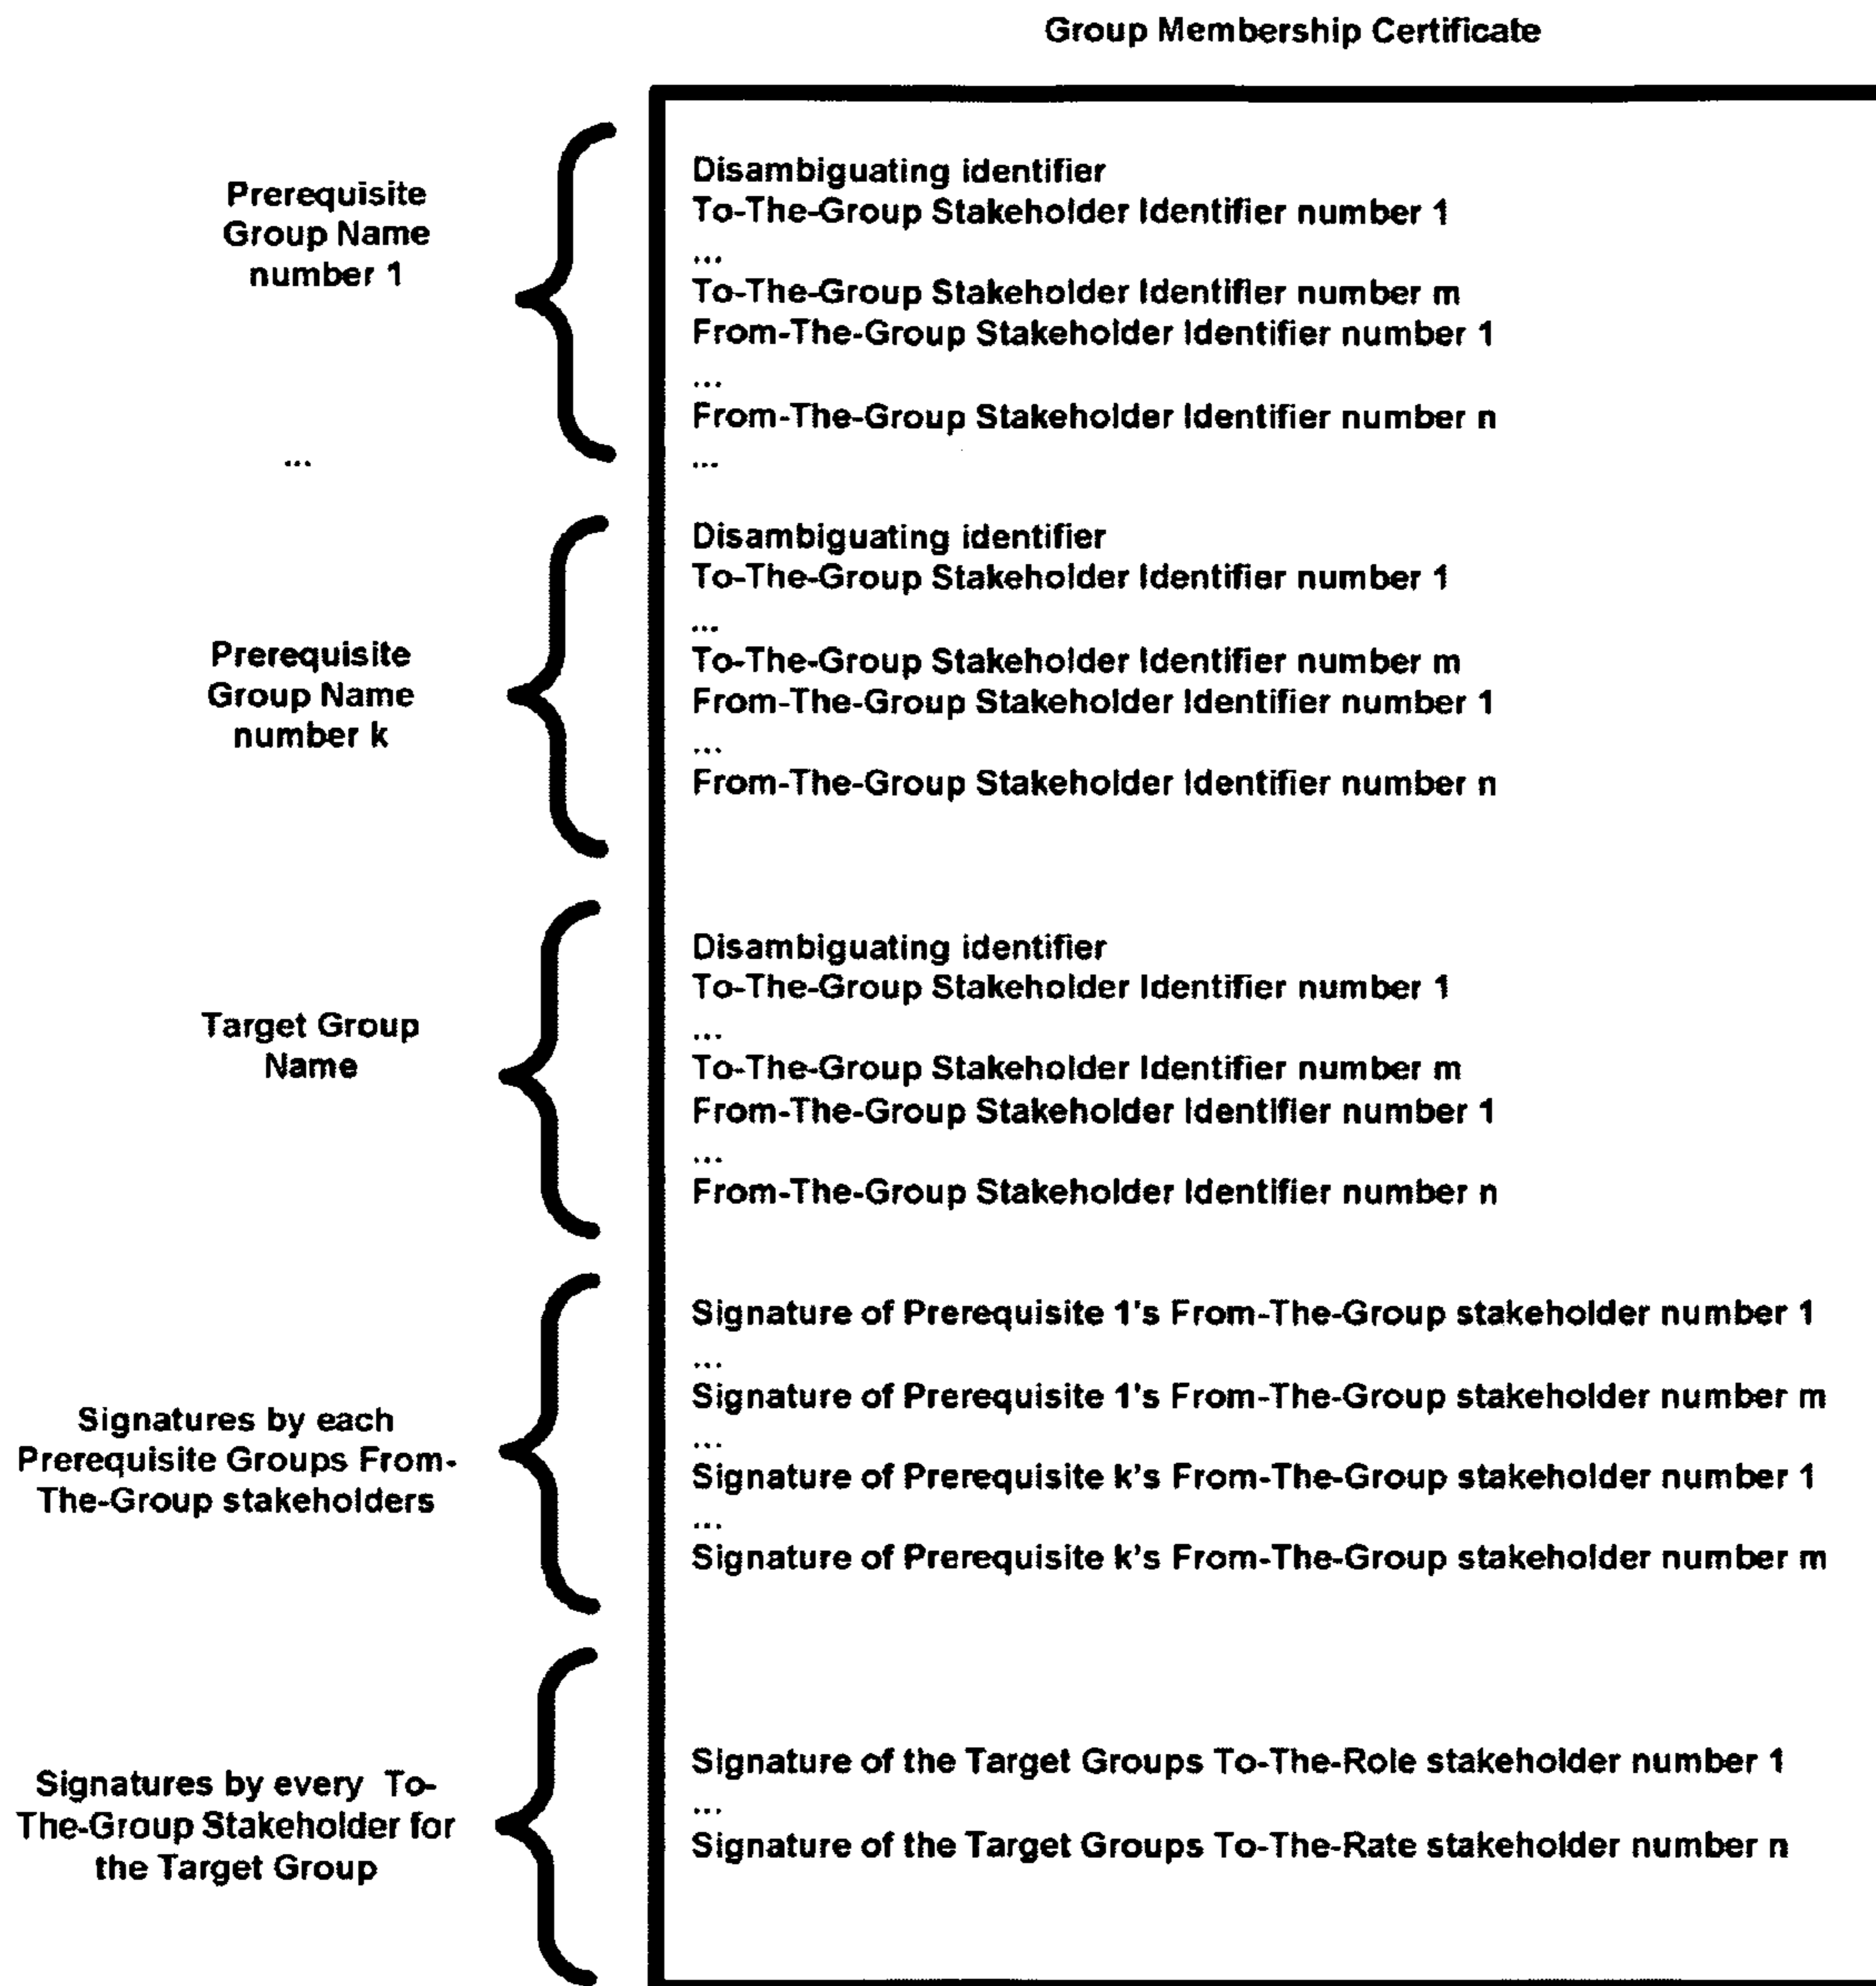 Group Membership Certificate
Prerequisite
Group Name
number 1
Disambiguating identifier
To-The-Group Stakeholder Identifier number 1
...
To-The-Group Stakeholder Identifier number m
From-The-Group Stakeholder Identifier number 1
...
From-The-Group Stakeholder Identifier number n
...
...
Prerequisite
Group Name
number k
Disambiguating identifier
To-The-Group Stakeholder Identifier number 1
...
To-The-Group Stakeholder Identifier number m
From-The-Group Stakeholder Identifier number 1
...
From-The-Group Stakeholder Identifier number n
Target Group
Name
Disambiguating identifier
To-The-Group Stakeholder Identifier number 1
...
To-The-Group Stakeholder Identifier number m
From-The-Group Stakeholder Identifier number 1
...
From-The-Group Stakeholder Identifier number n
Signatures by each
Prerequisite Groups From-
The-Group stakeholders
Signature of Prerequisite 1's From-The-Group stakeholder number 1
...
Signature of Prerequisite 1's From-The-Group stakeholder number m
...
Signature of Prerequisite k's From-The-Group stakeholder number 1
...
Signature of Prerequisite k's From-The-Group stakeholder number m
Signatures by every To-
The-Group Stakeholder for
the Target Group
Signature of the Target Groups To-The-Role stakeholder number 1
...
Signature of the Target Groups To-The-Rate stakeholder number n